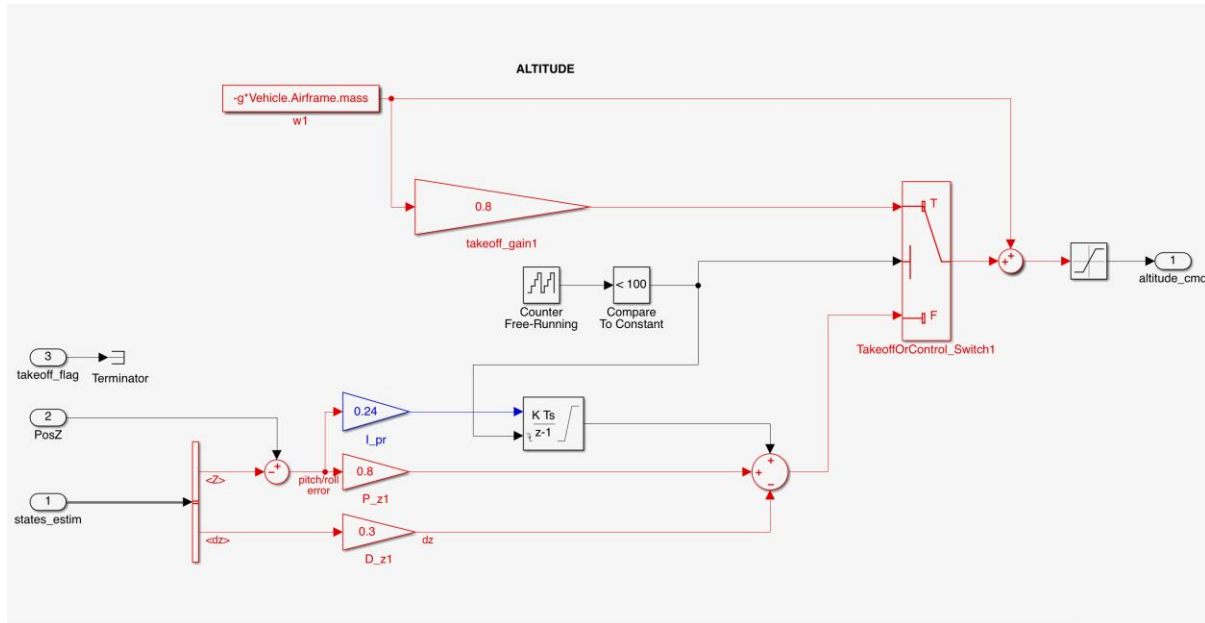 ALTITUDE
-g*Vehicle.Airframe.mass
w1
0.8
takeoff_gain1
T
F
TakeoffOrControl_Switch1
+
+
1
altitude_cmd
Counter
Free-Running
< 100
Compare
To Constant
3
takeoff_flag
Terminator
2
PosZ
0.24
I_pr
K Ts
z-1
+
+
−
−
+
<Z>
pitch/roll
error
0.8
P_z1
1
states_estim
<dz>
0.3
D_z1
dz